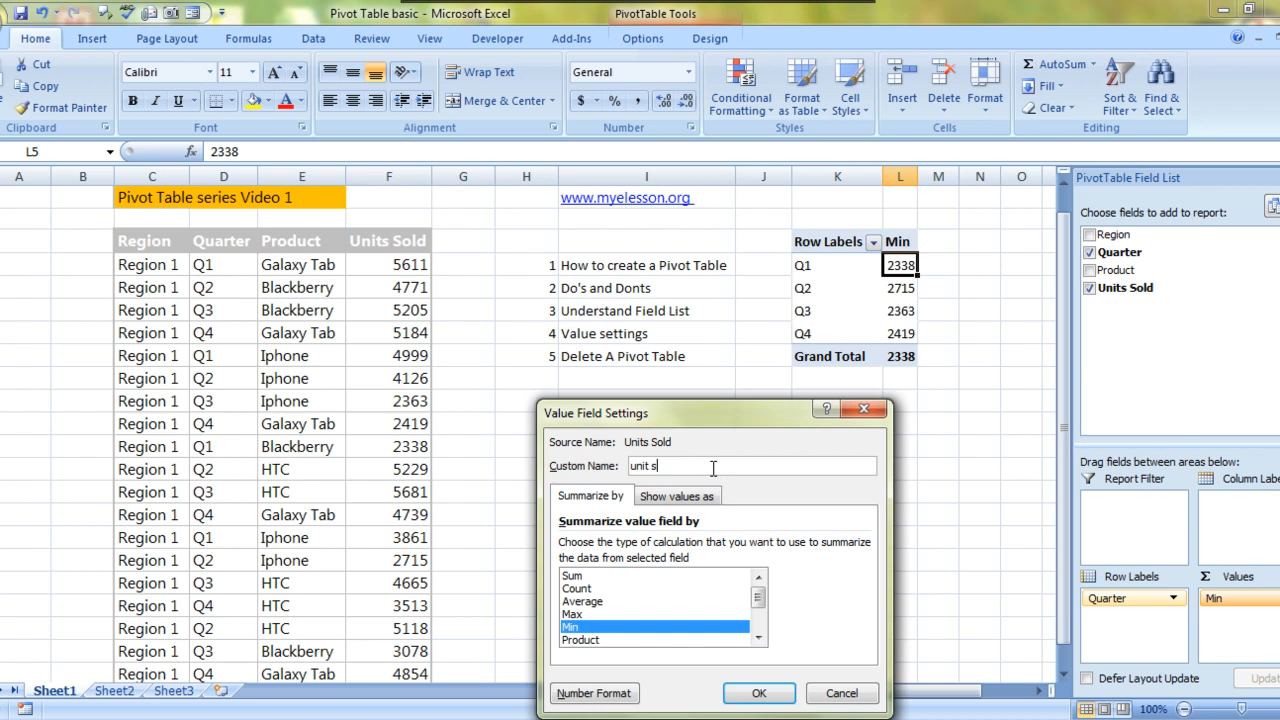 Pivot Table basic - Microsoft Excel
PivotTable Tools
Home Insert Page Layout Formulas Data Review View Developer Add-Ins Options Design
Cut
Copy
Format Painter
Clipboard
Calibri 11
B I U
Font
Wrap Text
Merge & Center
Alignment
General
$ % ,
Number
Conditional Formatting
Format as Table
Cell Styles
Styles
Insert
Delete
Format
Cells
AutoSum
Fill
Clear
Sort & Filter
Find & Select
Editing
L5 fx 2338
A B C D E F G H I J K L M N O
Pivot Table series Video 1 www.myelesson.org
Region Quarter Product Units Sold
Region 1 Q1 Galaxy Tab 5611
Region 1 Q2 Blackberry 4771
Region 1 Q3 Blackberry 5205
Region 1 Q4 Galaxy Tab 5184
Region 1 Q1 Iphone 4999
Region 1 Q2 Iphone 4126
Region 1 Q3 Iphone 2363
Region 1 Q4 Galaxy Tab 2419
Region 1 Q1 Blackberry 2338
Region 1 Q2 HTC 5229
Region 1 Q3 HTC 5681
Region 1 Q4 Galaxy Tab 4739
Region 1 Q1 Iphone 3861
Region 1 Q2 Iphone 2715
Region 1 Q3 HTC 4665
Region 1 Q4 HTC 3513
Region 1 Q2 HTC 5118
Region 1 Q3 Blackberry 3078
Region 1 Q4 Galaxy Tab 4854
1 How to create a Pivot Table
2 Do's and Donts
3 Understand Field List
4 Value settings
5 Delete A Pivot Table
Row Labels Min
Q1 2338
Q2 2715
Q3 2363
Q4 2419
Grand Total 2338
Value Field Settings
Source Name: Units Sold
Custom Name: unit s
Summarize by Show values as
Summarize value field by
Choose the type of calculation that you want to use to summarize
the data from selected field
Sum
Count
Average
Max
Min
Product
Number Format OK Cancel
PivotTable Field List
Choose fields to add to report:
Region
Quarter
Product
Units Sold
Drag fields between areas below:
Report Filter Column Labe
Row Labels Σ Values
Quarter Min
Defer Layout Update Updat
Sheet1 Sheet2 Sheet3
100%